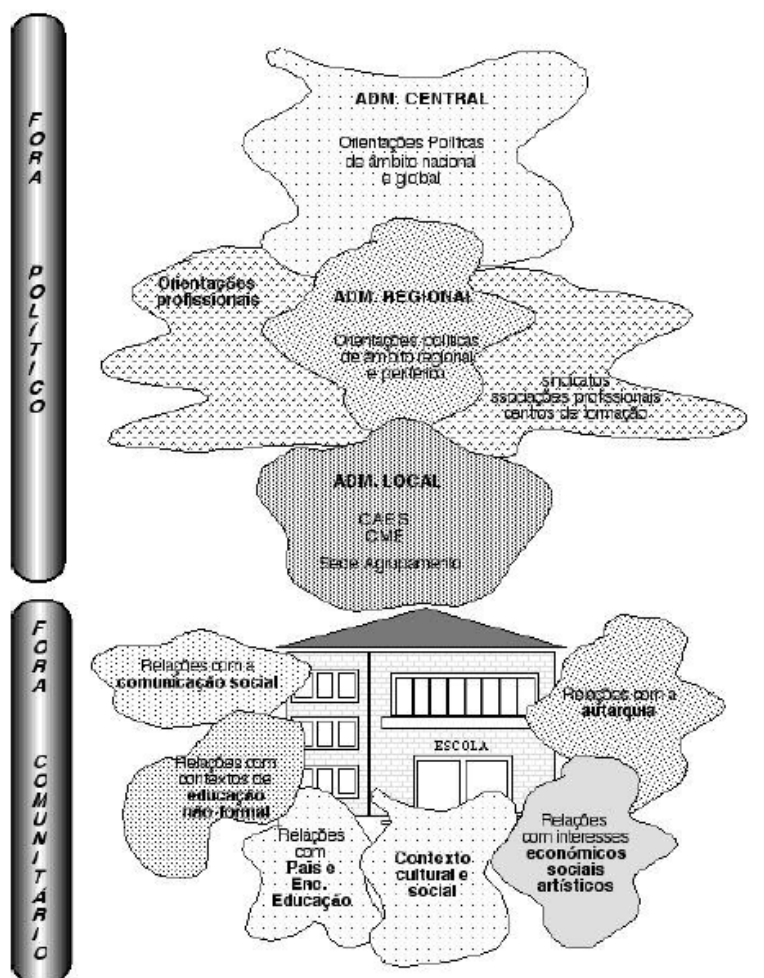 FORA POLÍTICO
ADM. CENTRAL
Orientações Políticas
de âmbito nacional
e global
Orientações
profissionais
ADM. REGIONAL
Orientações políticas
de âmbito regional
e periférico
sindicatos
ssociações profissionais
centros de formação
ADM. LOCAL
CAES
CME
Sede Agrupamento
FORA COMUNITÁRIO
Relações com a
comunicação social
Relações com a
autarquia
ESCOLA
Relações com
contextos de
educação
não-formal
Relações
com
Pais e
Enc.
Educação
Contexto
cultural e
social
Relações
com interesses
económicos
sociais
artísticos